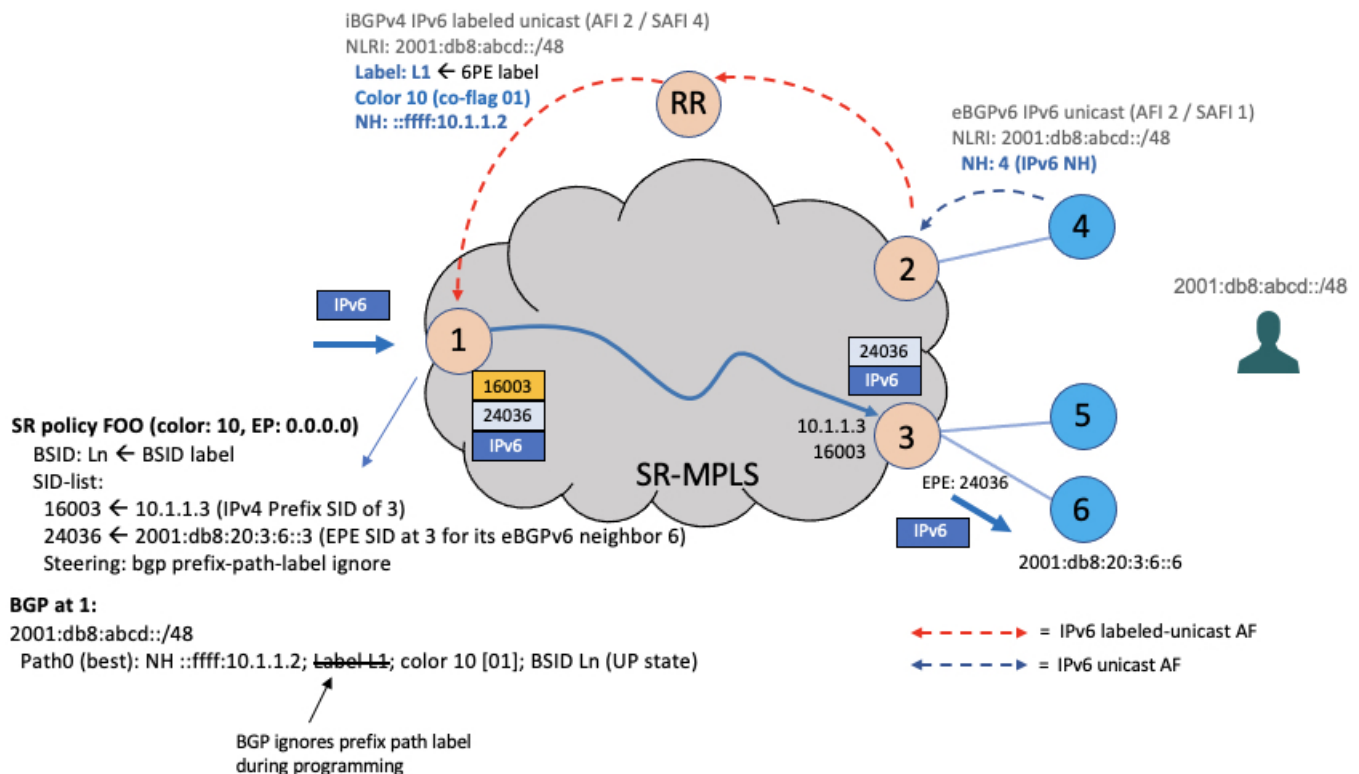 iBGPv4 IPv6 labeled unicast (AFI 2 / SAFI 4)
NLRI: 2001:db8:abcd::/48
Label: L1 ← 6PE label
Color 10 (co-flag 01)
NH: ::ffff:10.1.1.2
RR
eBGPv6 IPv6 unicast (AFI 2 / SAFI 1)
NLRI: 2001:db8:abcd::/48
NH: 4 (IPv6 NH)
4
2
2001:db8:abcd::/48
IPv6
1
16003
24036
IPv6
24036
IPv6
10.1.1.3
16003
3
5
6
SR-MPLS
EPE: 24036
IPv6
2001:db8:20:3:6::6
SR policy FOO (color: 10, EP: 0.0.0.0)
BSID: Ln ← BSID label
SID-list:
16003 ← 10.1.1.3 (IPv4 Prefix SID of 3)
24036 ← 2001:db8:20:3:6::3 (EPE SID at 3 for its eBGPv6 neighbor 6)
Steering: bgp prefix-path-label ignore
BGP at 1:
2001:db8:abcd::/48
Path0 (best): NH ::ffff:10.1.1.2; Label L1; color 10 [01]; BSID Ln (UP state)
BGP ignores prefix path label
during programming
= IPv6 labeled-unicast AF
= IPv6 unicast AF